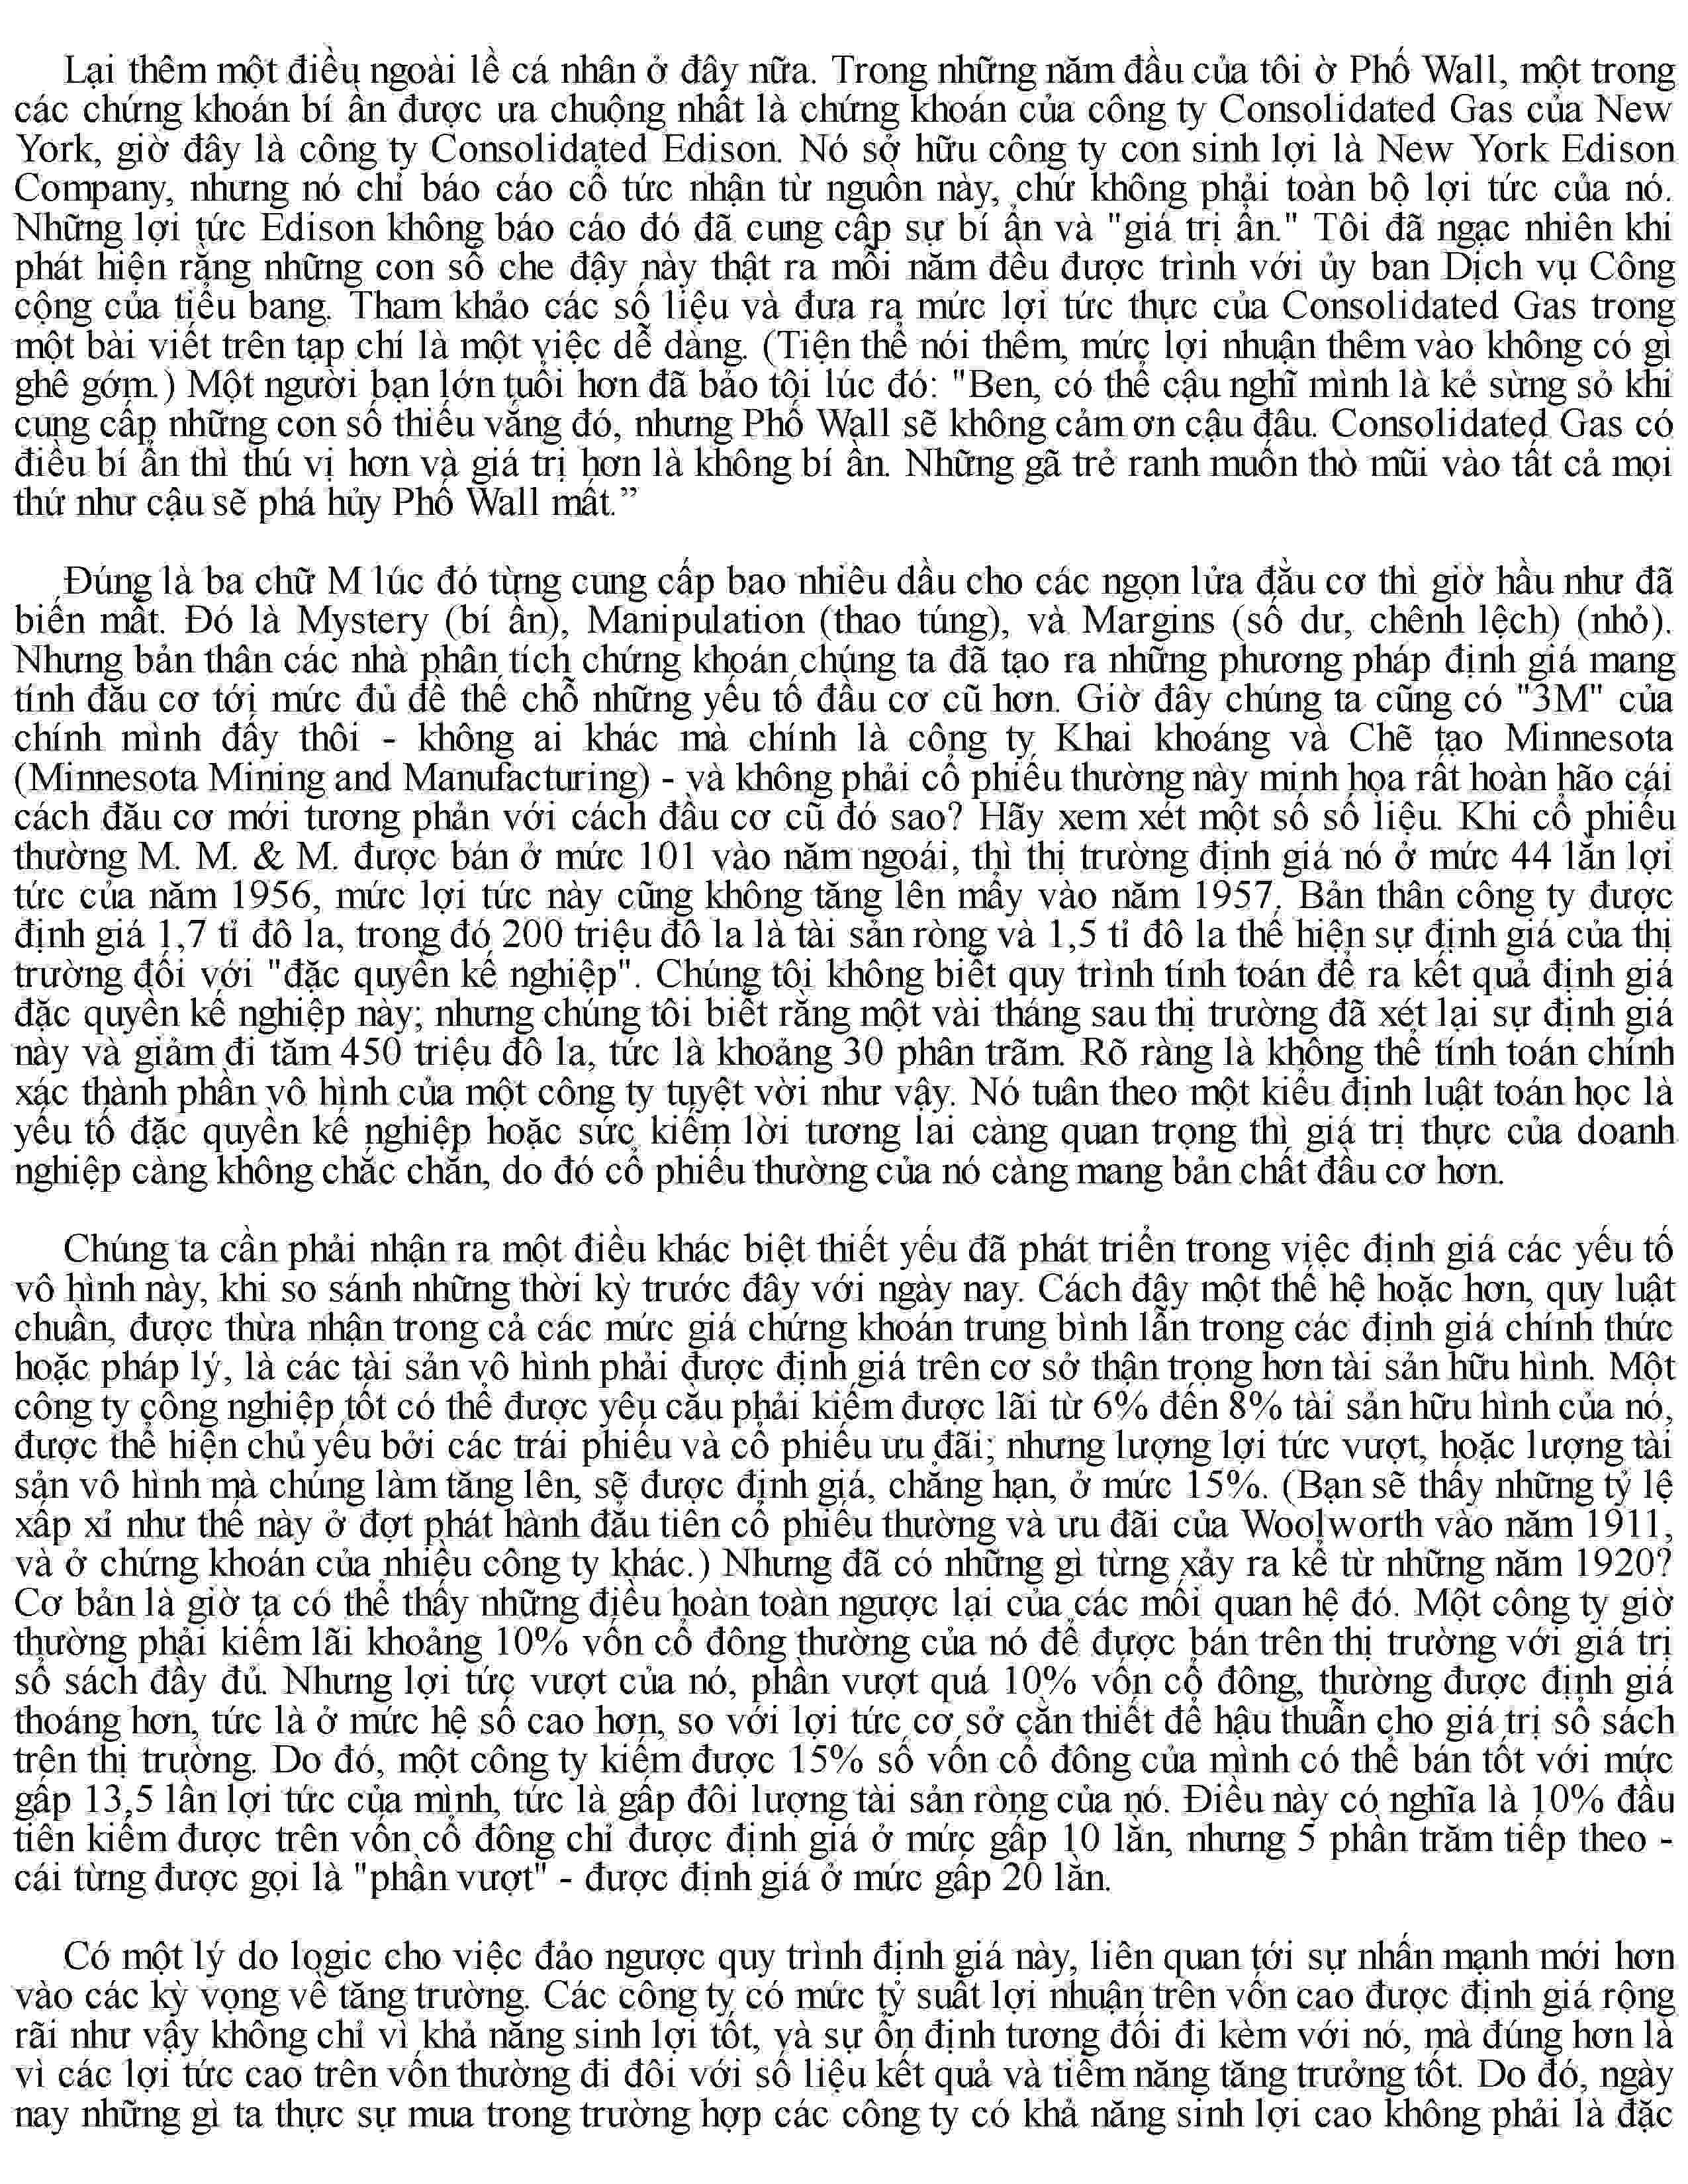 Lại thêm một điều ngoài lề cá nhân ở đây nữa. Trong những năm đầu của tôi ở Phố Wall, một trong
các chứng khoán bí ẩn được ưa chuộng nhất là chứng khoán của công ty Consolidated Gas của New
York, giờ đây là công ty Consolidated Edison. Nó sở hữu công ty con sinh lợi là New York Edison
Company, nhưng nó chỉ báo cáo cổ tức nhận từ nguồn này, chứ không phải toàn bộ lợi tức của nó.
Những lợi tức Edison không báo cáo đó đã cung cấp sự bí ẩn và "giá trị ẩn." Tôi đã ngạc nhiên khi
phát hiện rằng những con số che đậy này thật ra mỗi năm đều được trình với ủy ban Dịch vụ Công
cộng của tiểu bang. Tham khảo các số liệu và đưa ra mức lợi tức thực của Consolidated Gas trong
một bài viết trên tạp chí là một việc dễ dàng. (Tiện thể nói thêm, mức lợi nhuận thêm vào không có gì
ghê gớm.) Một người bạn lớn tuổi hơn đã bảo tôi lúc đó: "Ben, có thể cậu nghĩ mình là kẻ sừng sỏ khi
cung cấp những con số thiếu vắng đó, nhưng Phố Wall sẽ không cảm ơn cậu đâu. Consolidated Gas có
điều bí ẩn thì thú vị hơn và giá trị hơn là không bí ẩn. Những gã trẻ ranh muốn thò mũi vào tất cả mọi
thứ như cậu sẽ phá hủy Phố Wall mất.”
Đúng là ba chữ M lúc đó từng cung cấp bao nhiêu dầu cho các ngọn lửa đầu cơ thì giờ hầu như đã
biến mất. Đó là Mystery (bí ẩn), Manipulation (thao túng), và Margins (số dư, chênh lệch) (nhỏ).
Nhưng bản thân các nhà phân tích chứng khoán chúng ta đã tạo ra những phương pháp định giá mang
tính đầu cơ tới mức đủ để thế chỗ những yếu tố đầu cơ cũ hơn. Giờ đây chúng ta cũng có "3M" của
chính mình đấy thôi - không ai khác mà chính là công ty Khai khoáng và Chế tạo Minnesota
(Minnesota Mining and Manufacturing) - và không phải cổ phiếu thường này minh họa rất hoàn hão cái
cách đầu cơ mới tương phản với cách đầu cơ cũ đó sao? Hãy xem xét một số số liệu. Khi cổ phiếu
thường M. M. & M. được bán ở mức 101 vào năm ngoái, thì thị trường định giá nó ở mức 44 lần lợi
tức của năm 1956, mức lợi tức này cũng không tăng lên mấy vào năm 1957. Bản thân công ty được
định giá 1,7 tỉ đô la, trong đó 200 triệu đô la là tài sản ròng và 1,5 tỉ đô la thể hiện sự định giá của thị
trường đối với "đặc quyền kế nghiệp". Chúng tôi không biết quy trình tính toán để ra kết quả định giá
đặc quyền kế nghiệp này; nhưng chúng tôi biết rằng một vài tháng sau thị trường đã xét lại sự định giá
này và giảm đi tăm 450 triệu đô la, tức là khoảng 30 phân trăm. Rõ ràng là không thể tính toán chính
xác thành phần vô hình của một công ty tuyệt vời như vậy. Nó tuân theo một kiểu định luật toán học là
yếu tố đặc quyền kế nghiệp hoặc sức kiếm lời tương lai càng quan trọng thì giá trị thực của doanh
nghiệp càng không chắc chắn, do đó cổ phiếu thường của nó càng mang bản chất đầu cơ hơn.
Chúng ta cần phải nhận ra một điều khác biệt thiết yếu đã phát triển trong việc định giá các yếu tố
vô hình này, khi so sánh những thời kỳ trước đây với ngày nay. Cách đây một thế hệ hoặc hơn, quy luật
chuẩn, được thừa nhận trong cả các mức giá chứng khoán trung bình lẫn trong các định giá chính thức
hoặc pháp lý, là các tài sản vô hình phải được định giá trên cơ sở thận trọng hơn tài sản hữu hình. Một
công ty công nghiệp tốt có thể được yêu cầu phải kiếm được lãi từ 6% đến 8% tài sản hữu hình của nó,
được thể hiện chủ yếu bởi các trái phiếu và cổ phiếu ưu đãi; nhưng lượng lợi tức vượt, hoặc lượng tài
sản vô hình mà chúng làm tăng lên, sẽ được định giá, chẳng hạn, ở mức 15%. (Bạn sẽ thấy những tỷ lệ
xấp xỉ như thế này ở đợt phát hành đầu tiên cổ phiếu thường và ưu đãi của Woolworth vào năm 1911,
và ở chứng khoán của nhiều công ty khác.) Nhưng đã có những gì từng xảy ra kể từ những năm 1920?
Cơ bản là giờ ta có thể thấy những điều hoàn toàn ngược lại của các mối quan hệ đó. Một công ty giờ
thường phải kiếm lãi khoảng 10% vốn cổ đông thường của nó để được bán trên thị trường với giá trị
sổ sách đầy đủ. Nhưng lợi tức vượt của nó, phần vượt quá 10% vốn cổ đông, thường được định giá
thoáng hơn, tức là ở mức hệ số cao hơn, so với lợi tức cơ sở cần thiết để hậu thuẫn cho giá trị sổ sách
trên thị trường. Do đó, một công ty kiếm được 15% số vốn cổ đông của mình có thể bán tốt với mức
gấp 13,5 lần lợi tức của mình, tức là gấp đôi lượng tài sản ròng của nó. Điều này có nghĩa là 10% đầu
tiên kiếm được trên vốn cổ đông chỉ được định giá ở mức gấp 10 lần, nhưng 5 phần trăm tiếp theo -
cái từng được gọi là "phần vượt" - được định giá ở mức gấp 20 lần.
Có một lý do logic cho việc đảo ngược quy trình định giá này, liên quan tới sự nhấn mạnh mới hơn
vào các kỳ vọng về tăng trường. Các công ty có mức tỷ suất lợi nhuận trên vốn cao được định giá rộng
rãi như vậy không chỉ vì khả năng sinh lợi tốt, và sự ổn định tương đối đi kèm với nó, mà đúng hơn là
vì các lợi tức cao trên vốn thường đi đôi với số liệu kết quả và tiềm năng tăng trưởng tốt. Do đó, ngày
nay những gì ta thực sự mua trong trường hợp các công ty có khả năng sinh lợi cao không phải là đặc